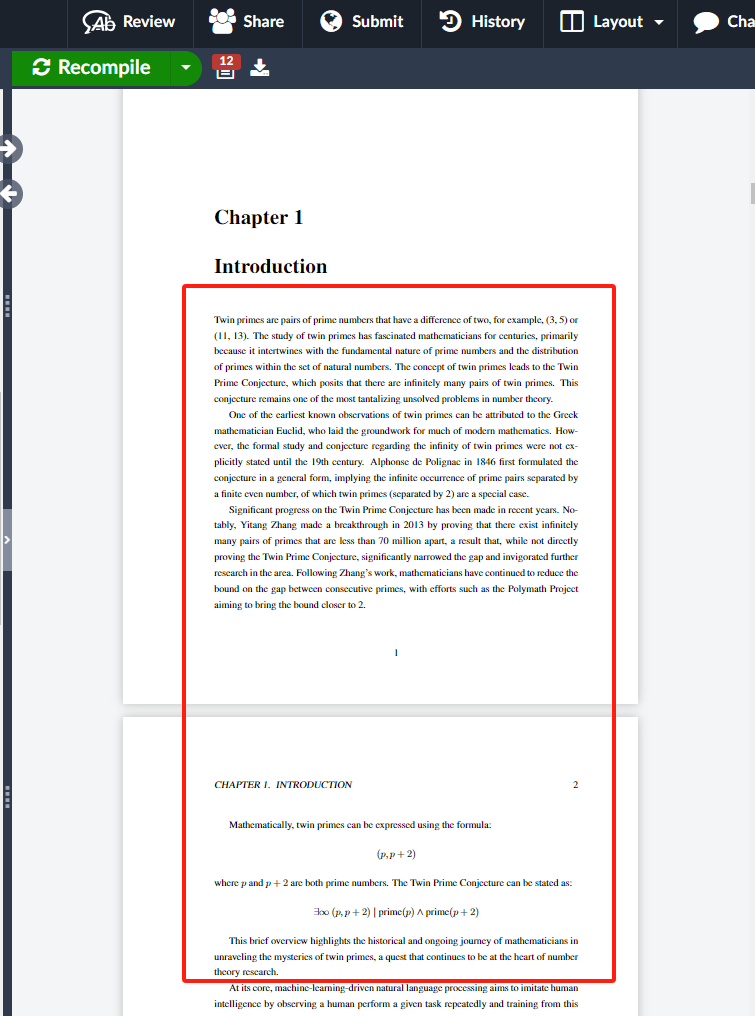 Review
Share
Submit
History
Layout
Cha
Recompile
12
Chapter 1
Introduction
Twin primes are pairs of prime numbers that have a difference of two, for example, (3, 5) or
(11, 13). The study of twin primes has fascinated mathematicians for centuries, primarily
because it intertwines with the fundamental nature of prime numbers and the distribution
of primes within the set of natural numbers. The concept of twin primes leads to the Twin
Prime Conjecture, which posits that there are infinitely many pairs of twin primes. This
conjecture remains one of the most tantalizing unsolved problems in number theory.
One of the earliest known observations of twin primes can be attributed to the Greek
mathematician Euclid, who laid the groundwork for much of modern mathematics. How-
ever, the formal study and conjecture regarding the infinity of twin primes were not ex-
plicitly stated until the 19th century. Alphonse de Polignac in 1846 first formulated the
conjecture in a general form, implying the infinite occurrence of prime pairs separated by
a finite even number, of which twin primes (separated by 2) are a special case.
Significant progress on the Twin Prime Conjecture has been made in recent years. No-
tably, Yitang Zhang made a breakthrough in 2013 by proving that there exist infinitely
many pairs of primes that are less than 70 million apart, a result that, while not directly
proving the Twin Prime Conjecture, significantly narrowed the gap and invigorated further
research in the area. Following Zhang's work, mathematicians have continued to reduce the
bound on the gap between consecutive primes, with efforts such as the Polymath Project
aiming to bring the bound closer to 2.
1
CHAPTER 1. INTRODUCTION 2
Mathematically, twin primes can be expressed using the formula:
(p, p + 2)
where p and p + 2 are both prime numbers. The Twin Prime Conjecture can be stated as:
∃∞ (p, p + 2) | prime(p) ∧ prime(p + 2)
This brief overview highlights the historical and ongoing journey of mathematicians in
unraveling the mysteries of twin primes, a quest that continues to be at the heart of number
theory research.
At its core, machine-learning-driven natural language processing aims to imitate human
intelligence by observing a human perform a given task repeatedly and training from this